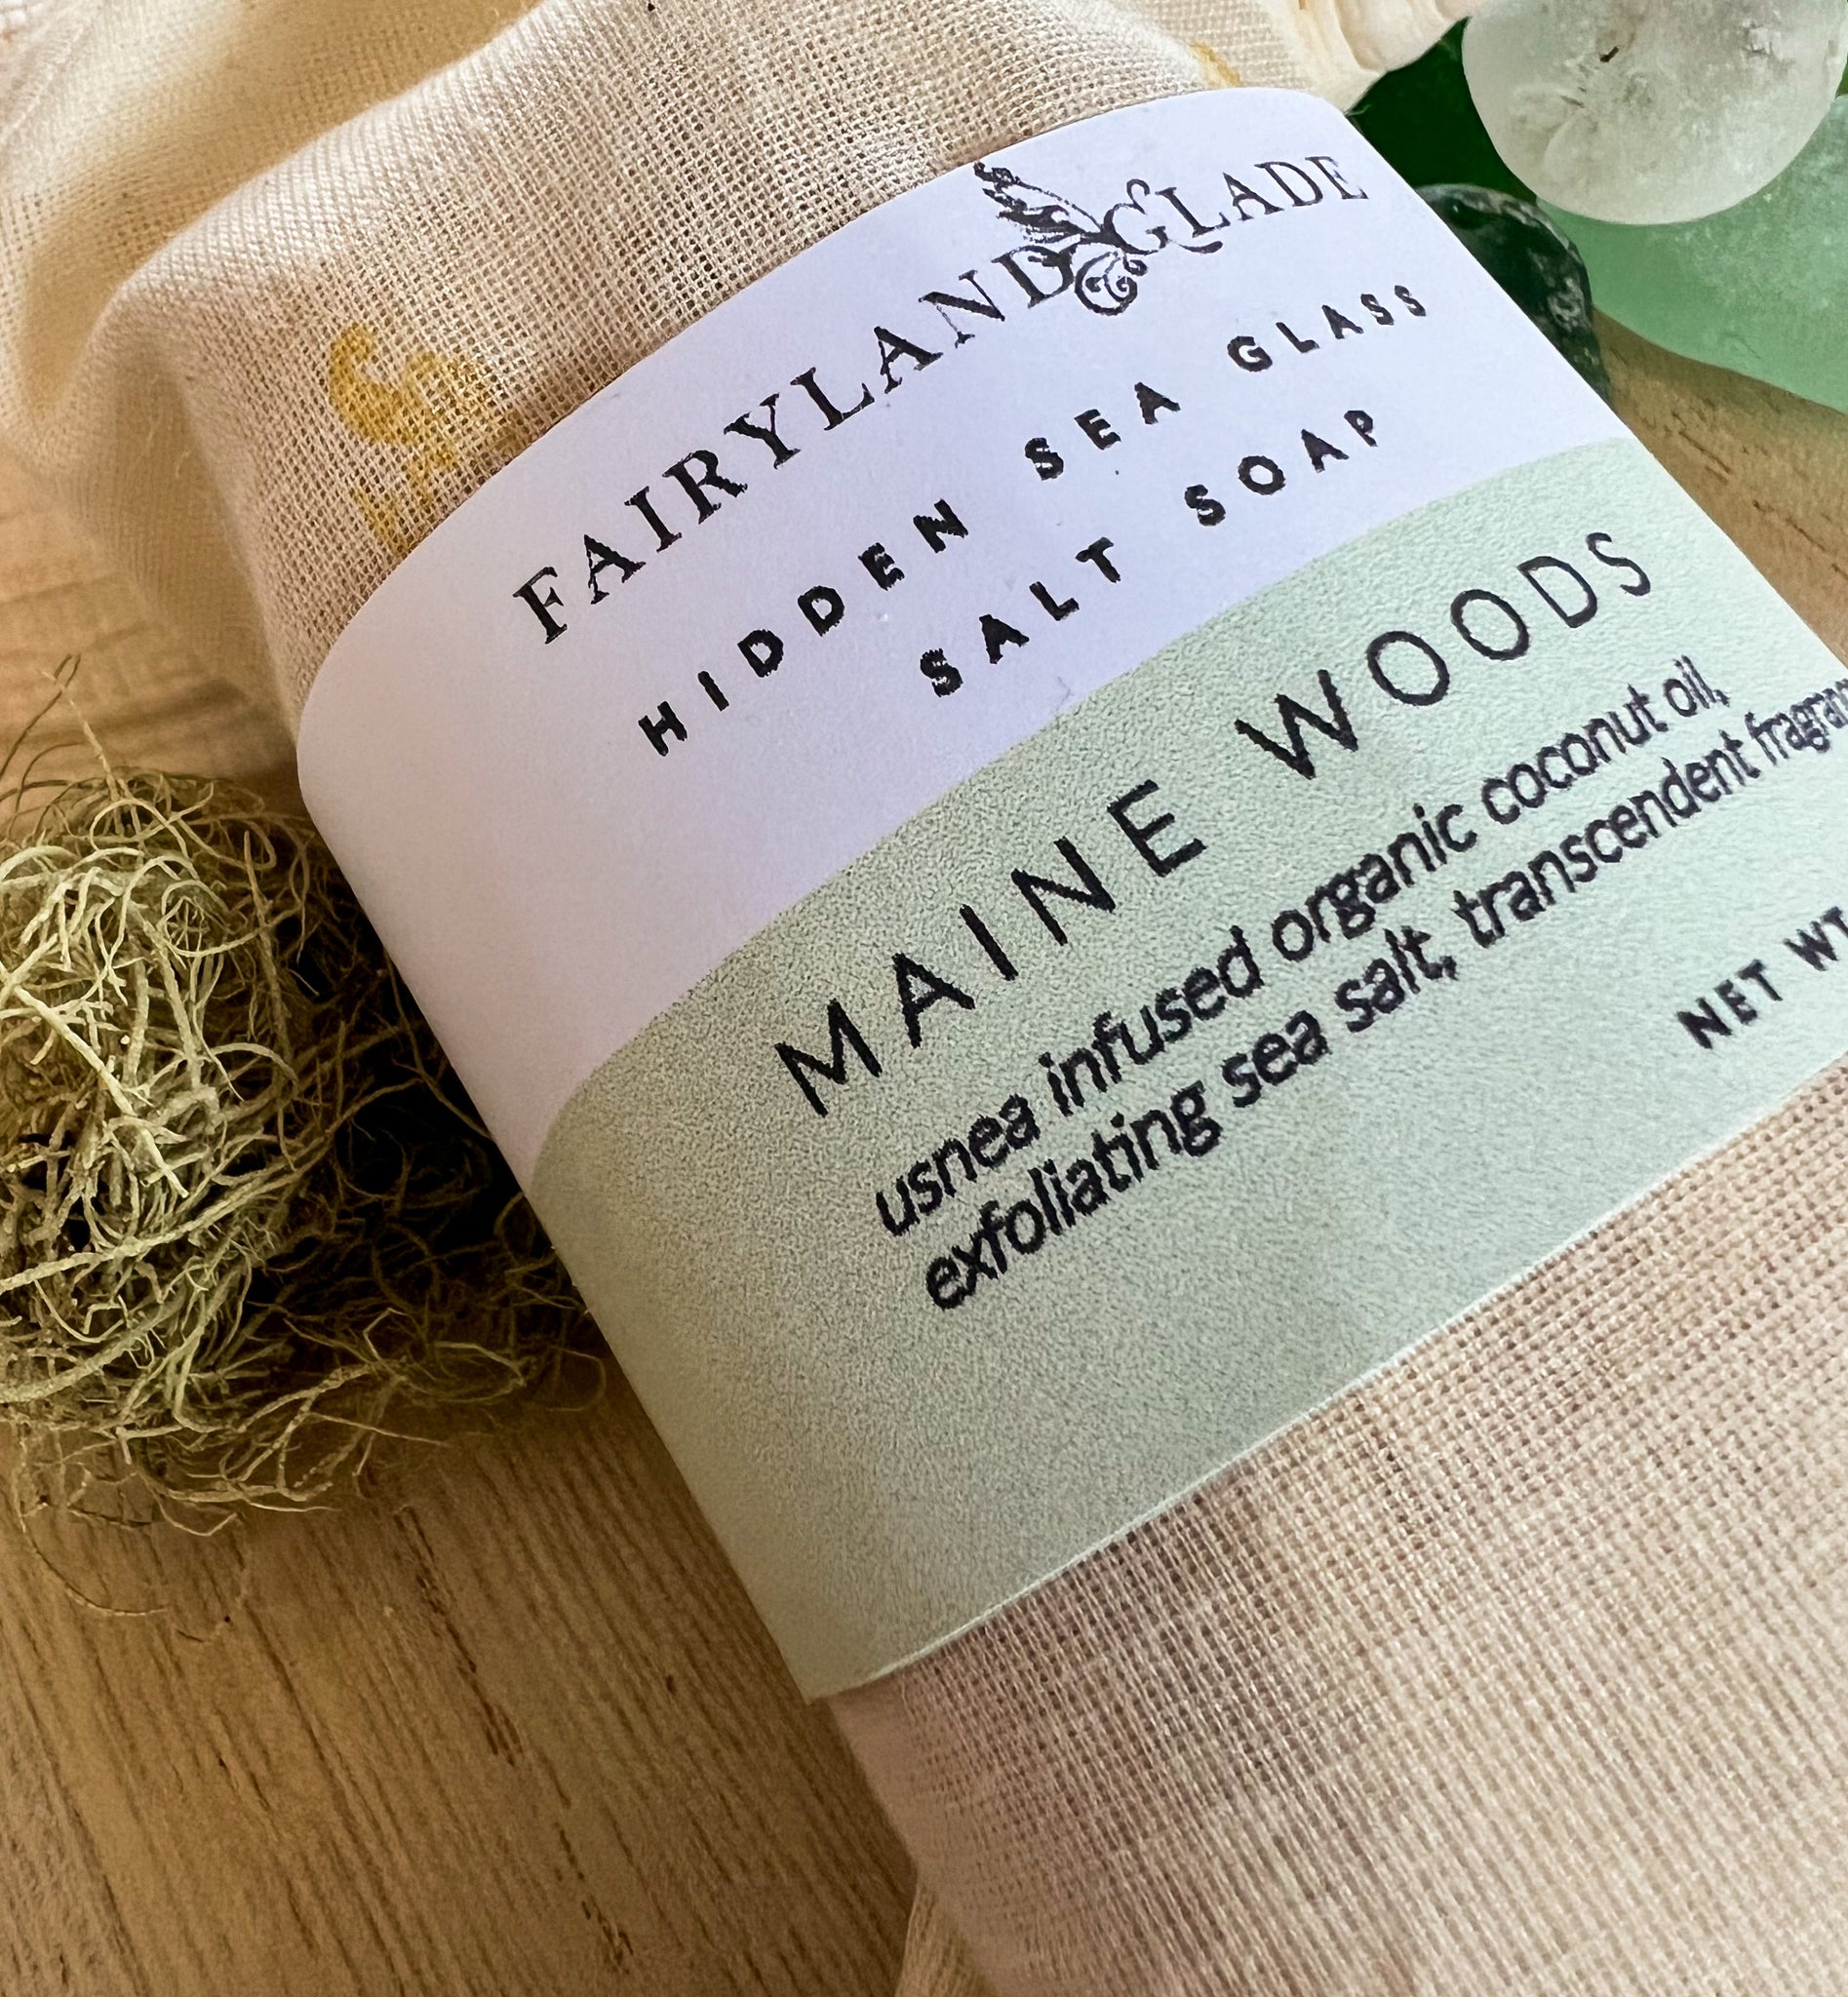 FAIRYLAND GLADE
HIDDEN SEA GLASS
SALT SOAP
MAINE WOODS
usnea infused organic coconut oil,
exfoliating sea salt, transcendent
NET WT